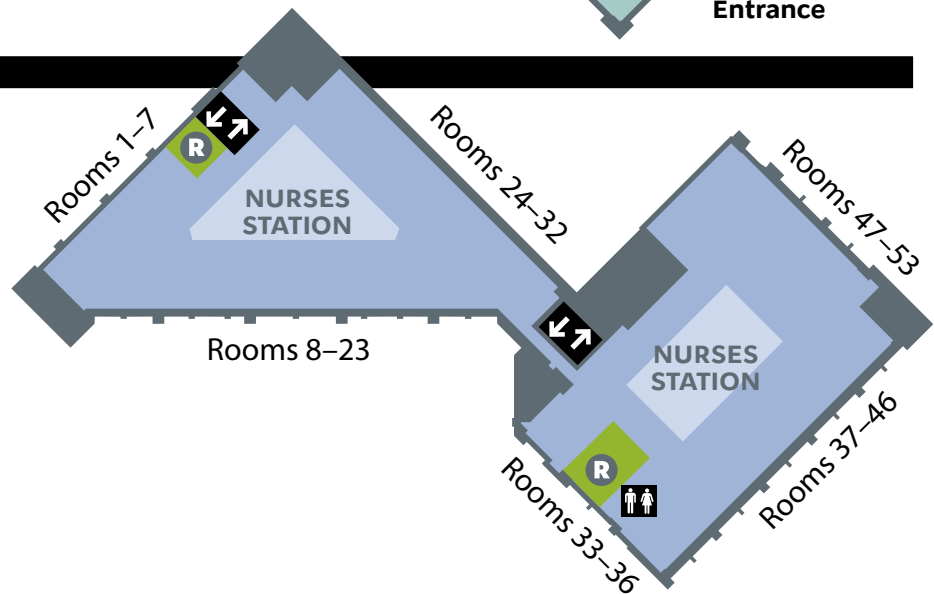 Entrance
Rooms 1–7
R
NURSES
STATION
Rooms 24–32
Rooms 47–53
Rooms 8–23
NURSES
STATION
R
Rooms 33–36
Rooms 37–46